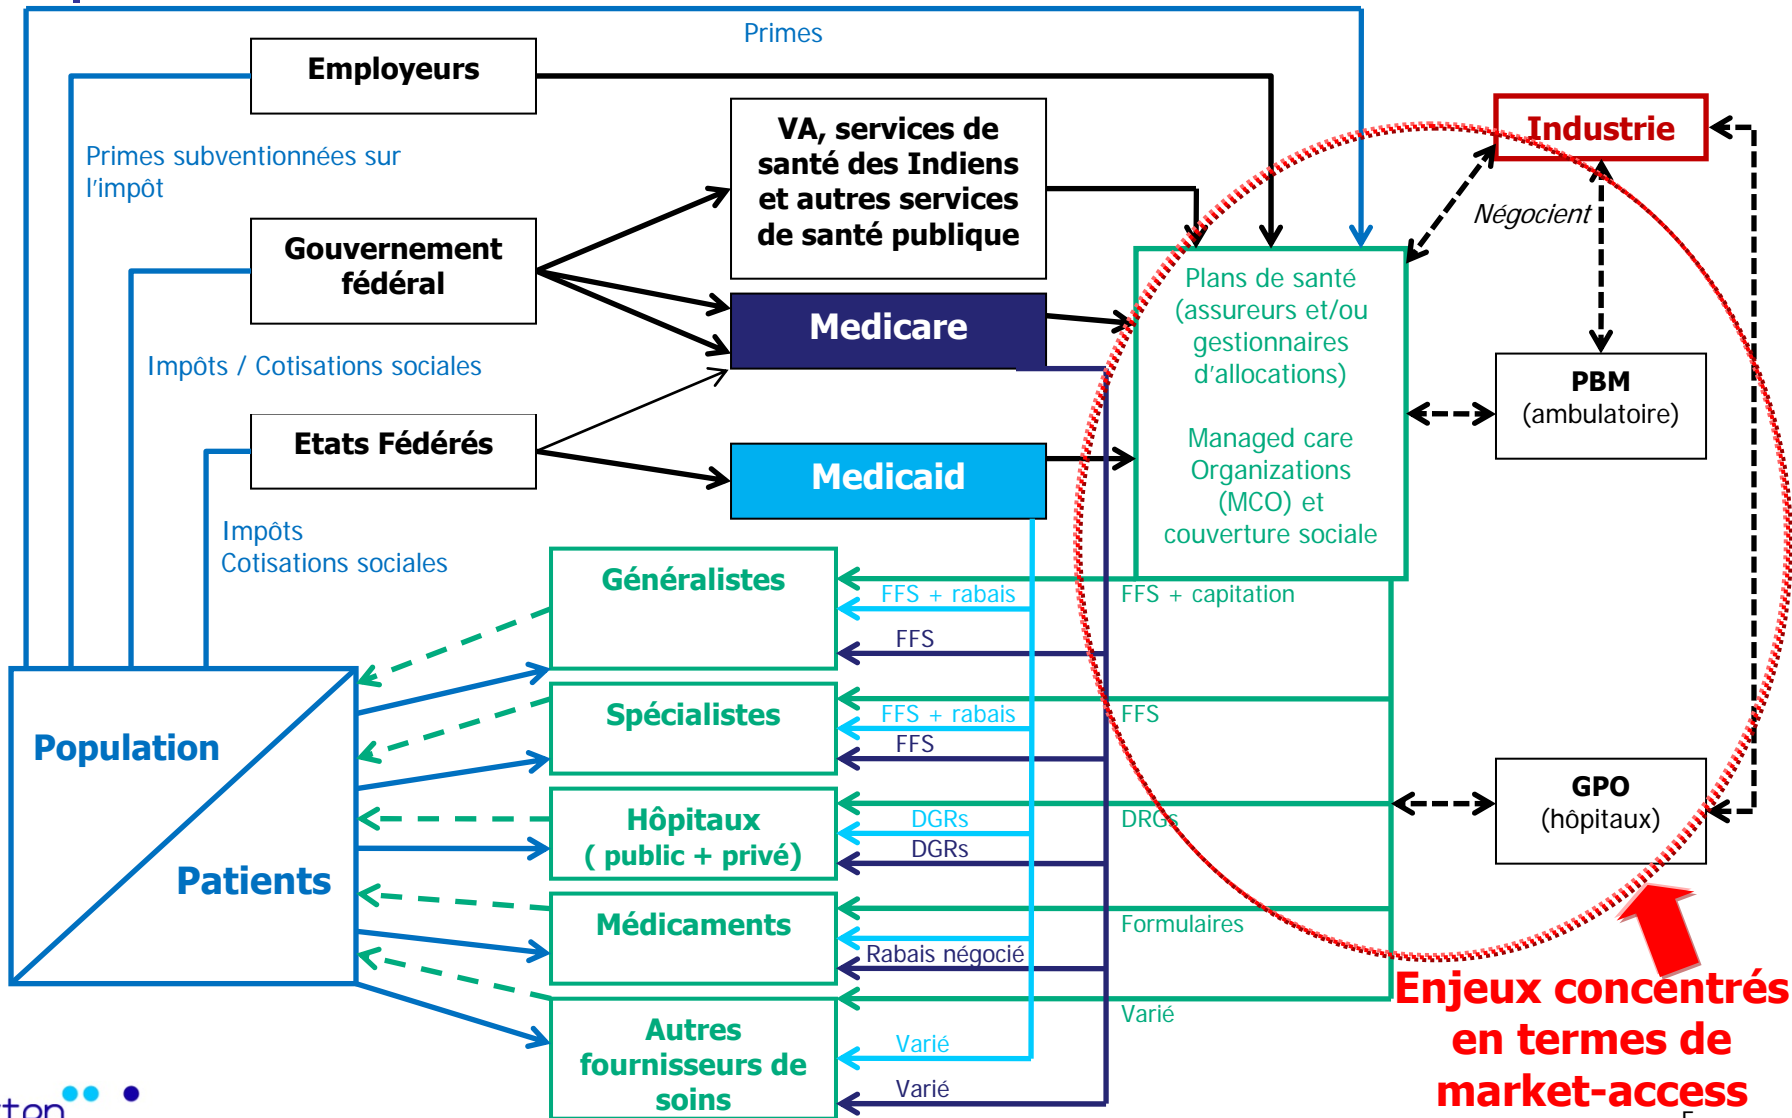 Primes
Employeurs
Primes subventionnées sur
l'impôt
VA, services de
santé des Indiens
et autres services
de santé publique
Industrie
Négocient
Gouvernement
fédéral
Medicare
Plans de santé
(assureurs et/ou
gestionnaires
d'allocations)
Managed care
Organizations
(MCO) et
couverture sociale
Impôts / Cotisations sociales
PBM
(ambulatoire)
Etats Fédérés
Medicaid
Impôts
Cotisations sociales
Généralistes
FFS + rabais
FFS + capitation
FFS
Spécialistes
FFS + rabais
FFS
FFS
Population
Patients
Hôpitaux
( public + privé)
DGRs
DRGs
DGRs
GPO
(hôpitaux)
Médicaments
Formulaires
Rabais négocié
Autres
fournisseurs de
soins
Varié
Varié
Varié
Enjeux concentrés
en termes de
market-access